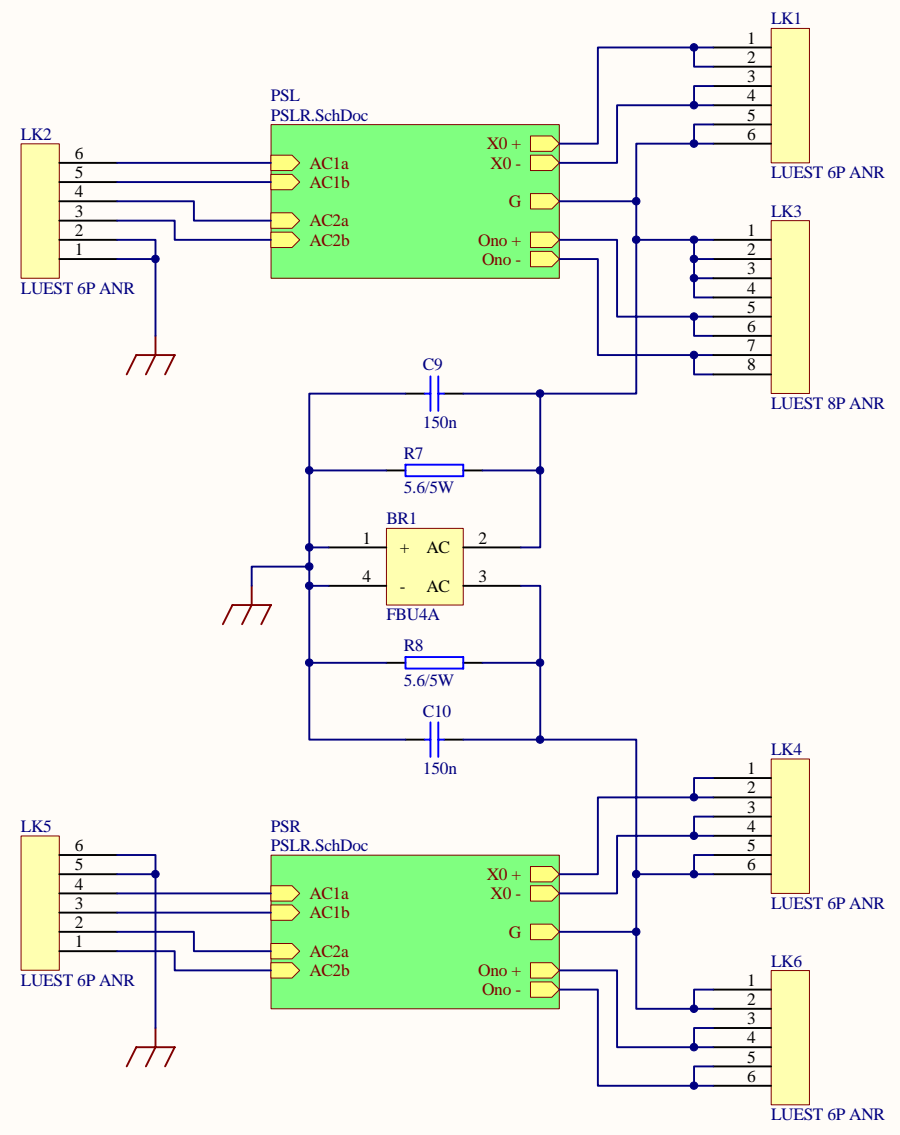 LK1
1
2
3
4
5
6
LUEST 6P ANR
PSL
PSLR.SchDoc
X0 +
X0 -
G
Ono +
Ono -
AC1a
AC1b
AC2a
AC2b
LK2
6
5
4
3
2
1
LUEST 6P ANR
LK3
1
2
3
4
5
6
7
8
LUEST 8P ANR
C9
150n
R7
5.6/5W
BR1
1
+ AC
2
4
- AC
3
FBU4A
R8
5.6/5W
C10
150n
LK4
1
2
3
4
5
6
LUEST 6P ANR
LK5
6
5
4
3
2
1
LUEST 6P ANR
PSR
PSLR.SchDoc
X0 +
X0 -
G
Ono +
Ono -
AC1a
AC1b
AC2a
AC2b
LK6
1
2
3
4
5
6
LUEST 6P ANR